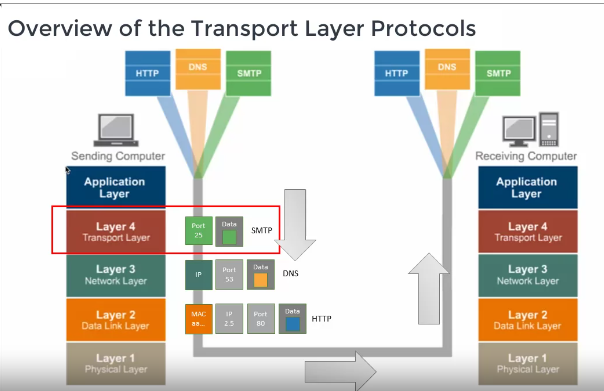 Overview of the Transport Layer Protocols
HTTP
DNS
SMTP
HTTP
DNS
SMTP
Sending Computer
Receiving Computer
Application
Layer
Layer 4
Transport Layer
Port
25
Data
SMTP
Layer 3
Network Layer
IP
Port
53
Data
DNS
Layer 2
Data Link Layer
MAC
aa...
IP
2.5
Port
80
Data
HTTP
Layer 1
Physical Layer
Application
Layer
Layer 4
Transport Layer
Layer 3
Network Layer
Layer 2
Data Link Layer
Layer 1
Physical Layer